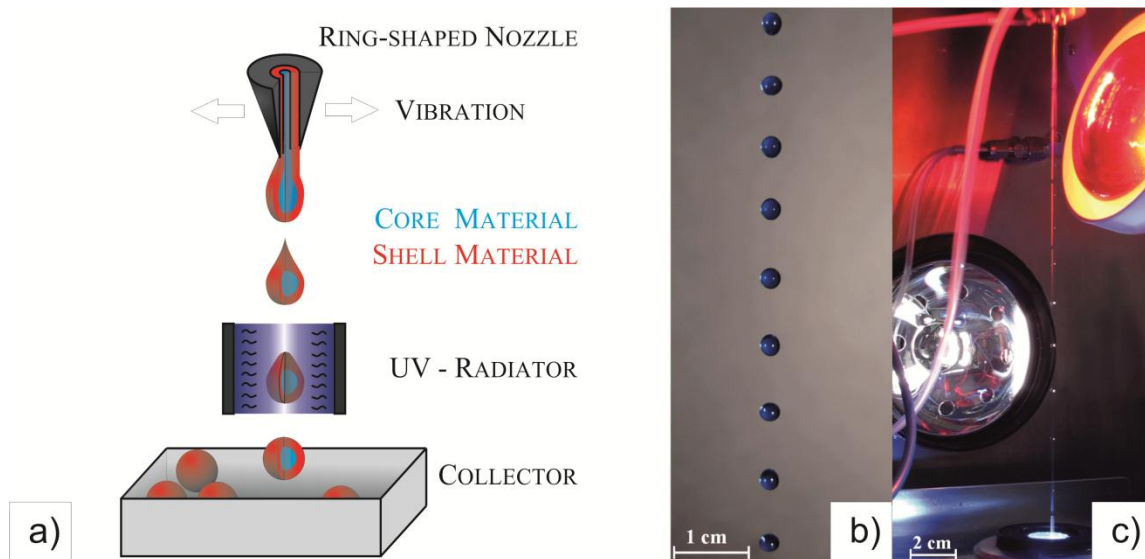 RING-SHAPED NOZZLE
VIBRATION
CORE MATERIAL
SHELL MATERIAL
UV - RADIATOR
COLLECTOR
a)
1 cm
b)
2 cm
c)